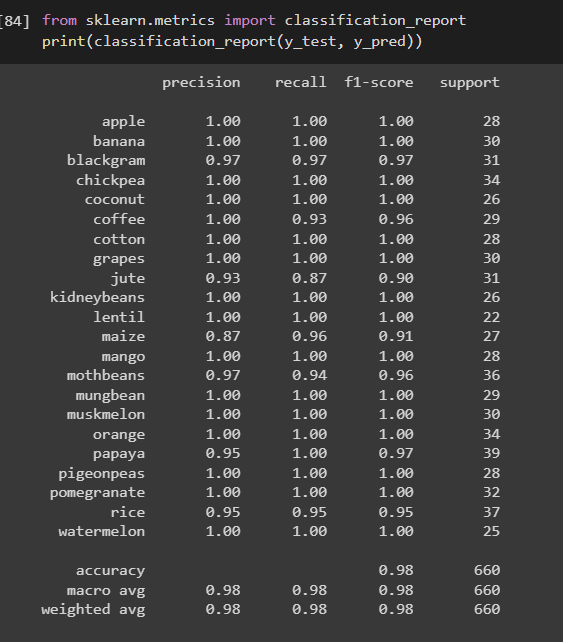 [84] from sklearn.metrics import classification_report
print(classification_report(y_test, y_pred))
precision recall f1-score support
apple 1.00 1.00 1.00 28
banana 1.00 1.00 1.00 30
blackgram 0.97 0.97 0.97 31
chickpea 1.00 1.00 1.00 34
coconut 1.00 1.00 1.00 26
coffee 1.00 0.93 0.96 29
cotton 1.00 1.00 1.00 28
grapes 1.00 1.00 1.00 30
jute 0.93 0.87 0.90 31
kidneybeans 1.00 1.00 1.00 26
lentil 1.00 1.00 1.00 22
maize 0.87 0.96 0.91 27
mango 1.00 1.00 1.00 28
mothbeans 0.97 0.94 0.96 36
mungbean 1.00 1.00 1.00 29
muskmelon 1.00 1.00 1.00 30
orange 1.00 1.00 1.00 34
papaya 0.95 1.00 0.97 39
pigeonpeas 1.00 1.00 1.00 28
pomegranate 1.00 1.00 1.00 32
rice 0.95 0.95 0.95 37
watermelon 1.00 1.00 1.00 25
accuracy 0.98 660
macro avg 0.98 0.98 0.98 660
weighted avg 0.98 0.98 0.98 660